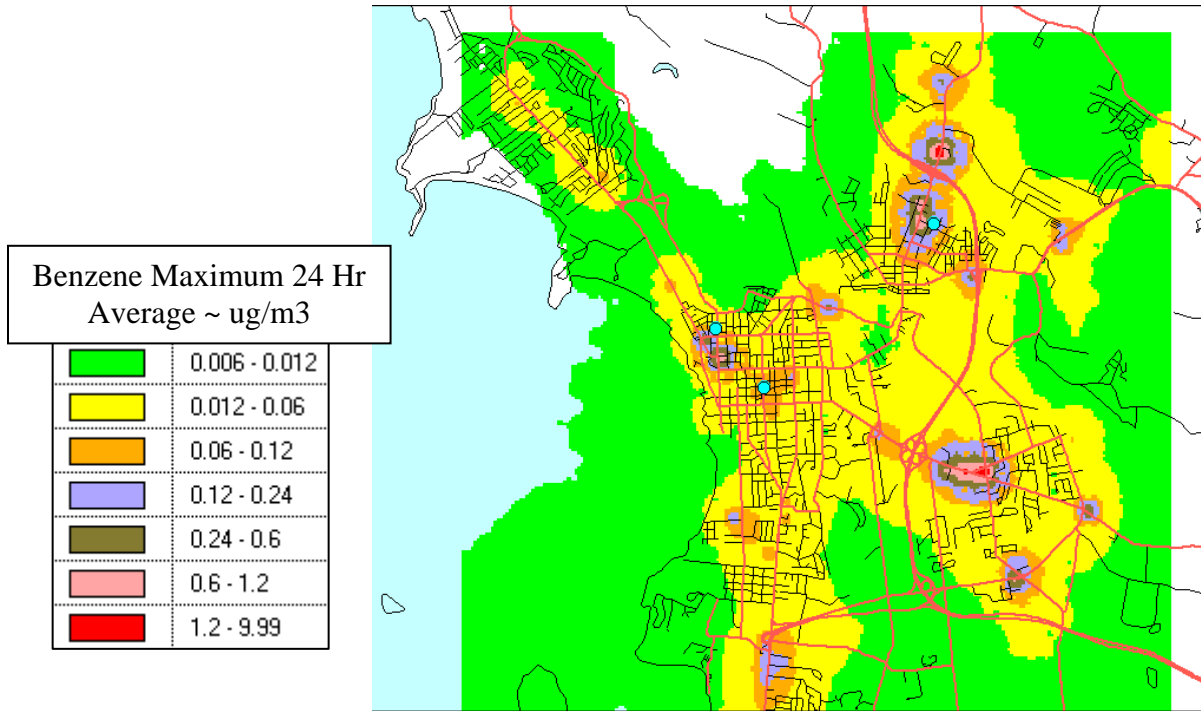 Benzene Maximum 24 Hr
Average ~ ug/m3
0.006 - 0.012
0.012 - 0.06
0.06 - 0.12
0.12 - 0.24
0.24 - 0.6
0.6 - 1.2
1.2 - 9.99